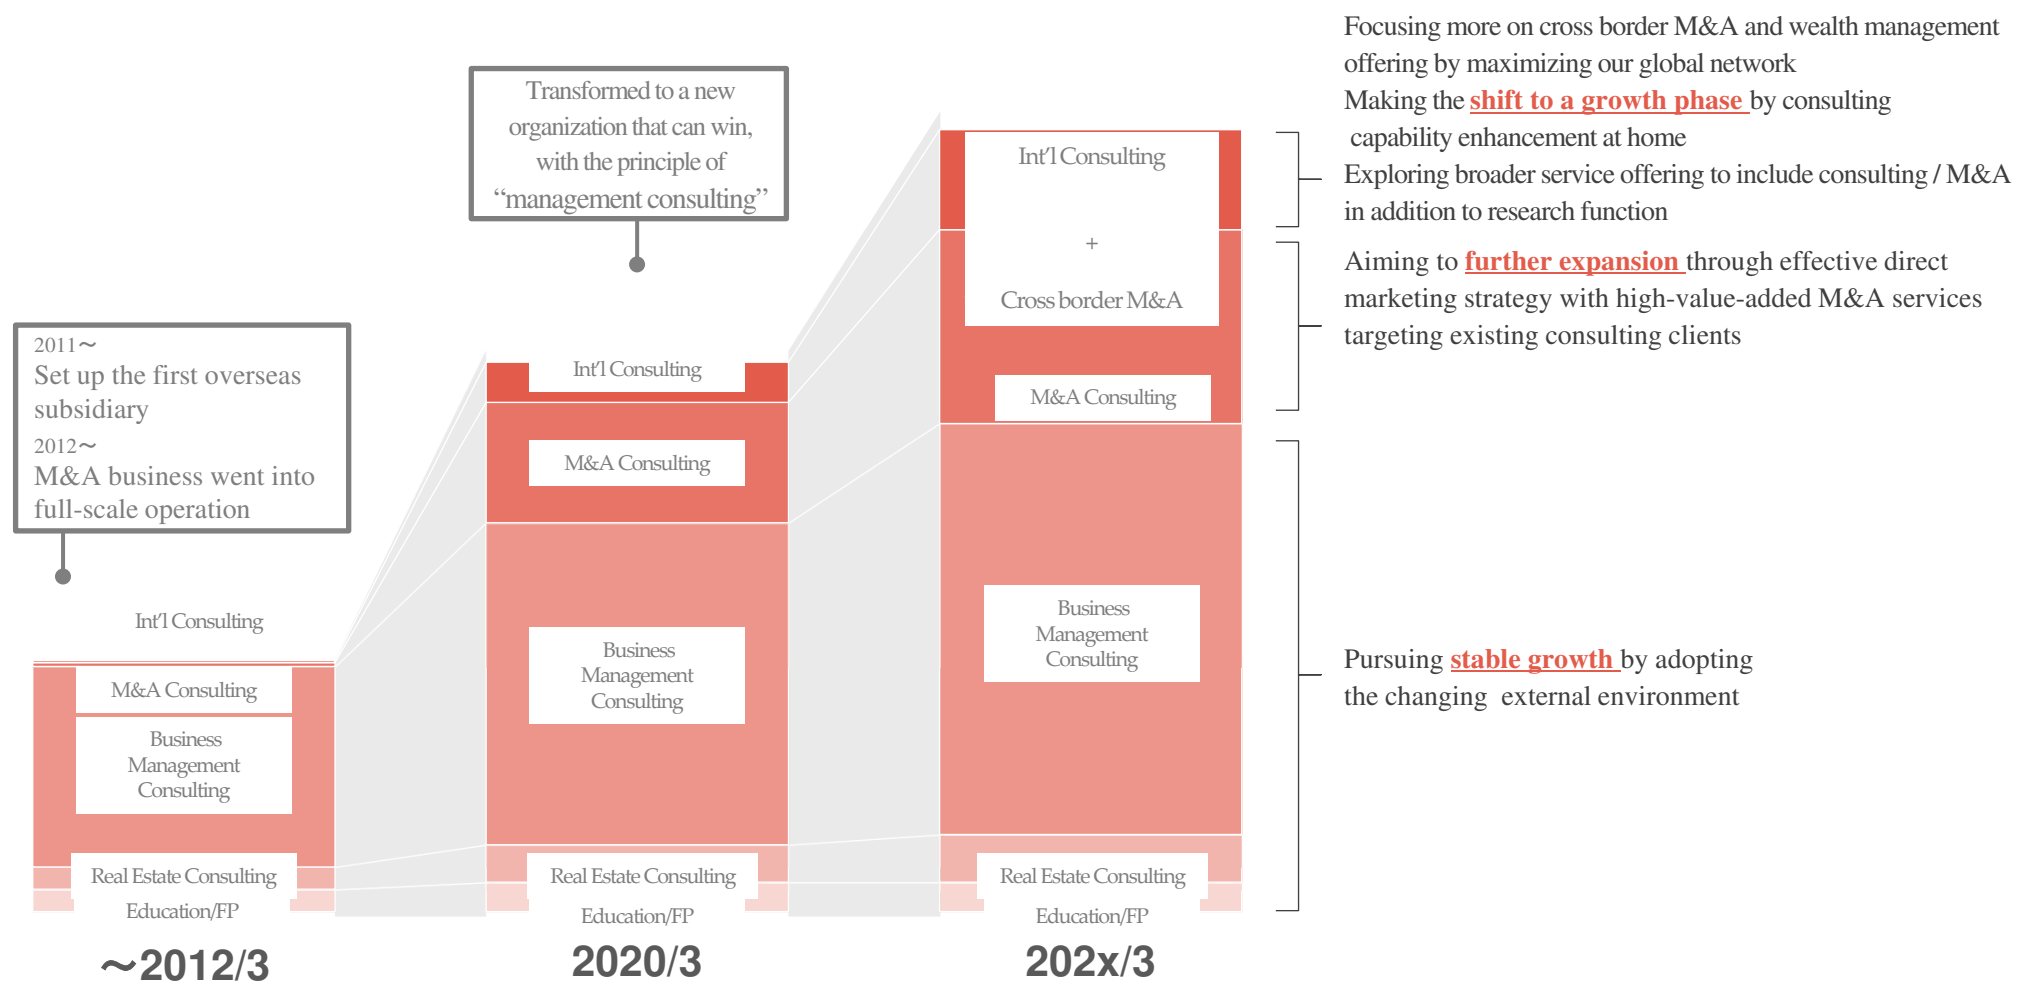 Focusing more on cross border M&A and wealth management
offering by maximizing our global network
Making the shift to a growth phase by consulting
capability enhancement at home
Exploring broader service offering to include consulting / M&A
in addition to research function
Aiming to further expansion through effective direct
marketing strategy with high-value-added M&A services
targeting existing consulting clients
Pursuing stable growth by adopting
the changing external environment
Transformed to a new
organization that can win,
with the principle of
“management consulting”
2011～
Set up the first overseas
subsidiary
2012～
M&A business went into
full-scale operation
Int’l Consulting
M&A Consulting
Business
Management
Consulting
Real Estate Consulting
Education/FP
～2012/3
Int’l Consulting
M&A Consulting
Business
Management
Consulting
Real Estate Consulting
Education/FP
2020/3
Int’l Consulting
+
Cross border M&A
M&A Consulting
Business
Management
Consulting
Real Estate Consulting
Education/FP
202x/3